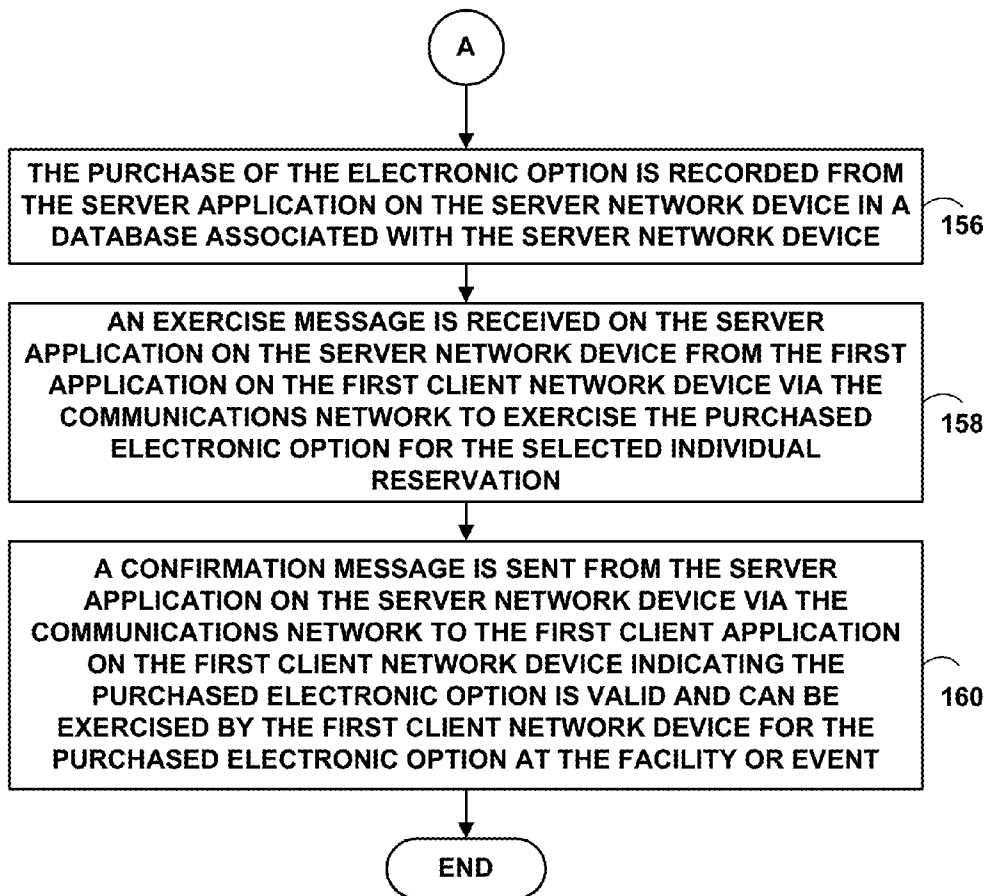 A
THE PURCHASE OF THE ELECTRONIC OPTION IS RECORDED FROM
THE SERVER APPLICATION ON THE SERVER NETWORK DEVICE IN A
DATABASE ASSOCIATED WITH THE SERVER NETWORK DEVICE
156
AN EXERCISE MESSAGE IS RECEIVED ON THE SERVER
APPLICATION ON THE SERVER NETWORK DEVICE FROM THE FIRST
APPLICATION ON THE FIRST CLIENT NETWORK DEVICE VIA THE
COMMUNICATIONS NETWORK TO EXERCISE THE PURCHASED
ELECTRONIC OPTION FOR THE SELECTED INDIVIDUAL
RESERVATION
158
A CONFIRMATION MESSAGE IS SENT FROM THE SERVER
APPLICATION ON THE SERVER NETWORK DEVICE VIA THE
COMMUNICATIONS NETWORK TO THE FIRST CLIENT APPLICATION
ON THE FIRST CLIENT NETWORK DEVICE INDICATING THE
PURCHASED ELECTRONIC OPTION IS VALID AND CAN BE
EXERCISED BY THE FIRST CLIENT NETWORK DEVICE FOR THE
PURCHASED ELECTRONIC OPTION AT THE FACILITY OR EVENT
160
END